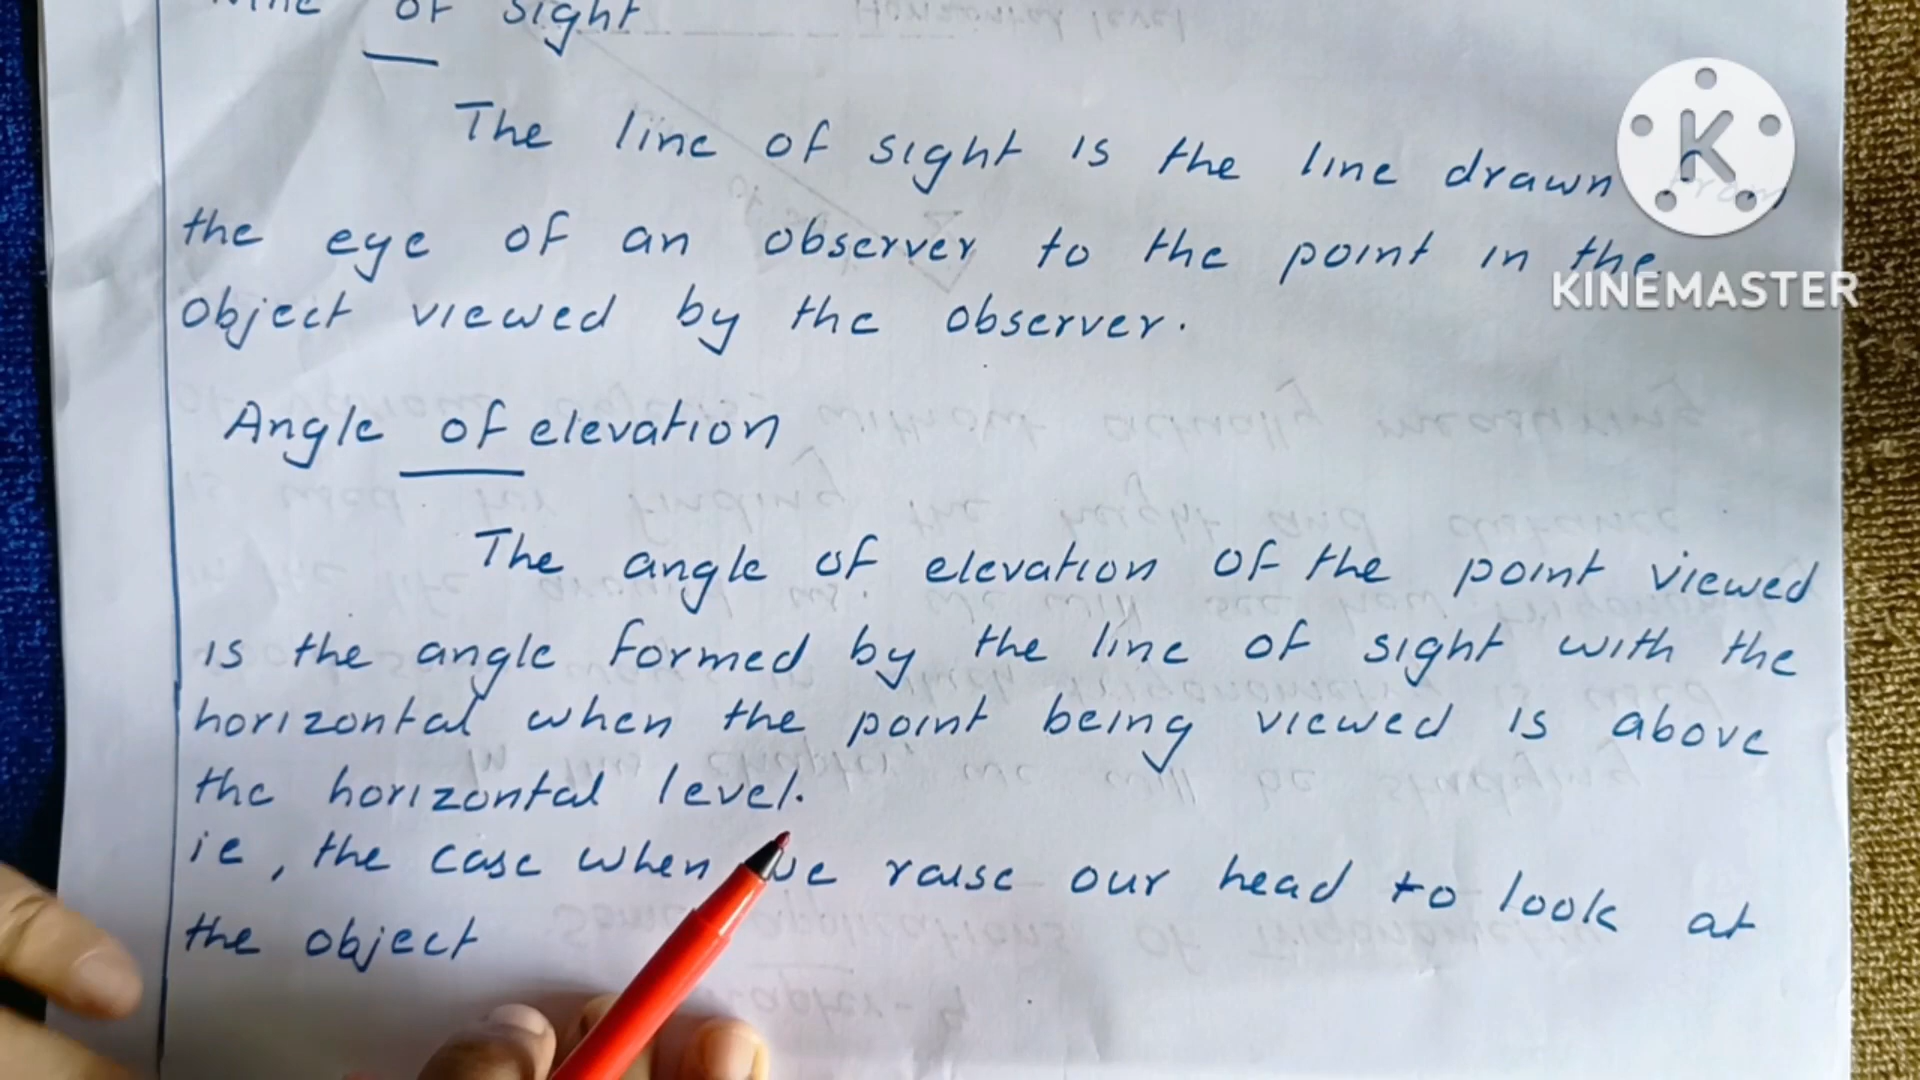 of sight
The line of sight is the line drawn from
the eye of an observer to the point in the
object viewed by the observer.
Angle of elevation
The angle of elevation of the point viewed
is the angle formed by the line of sight with the
horizontal when the point being viewed is above
the horizontal level.
ie, the case when we raise our head to look at
the object
K
KINEMASTER